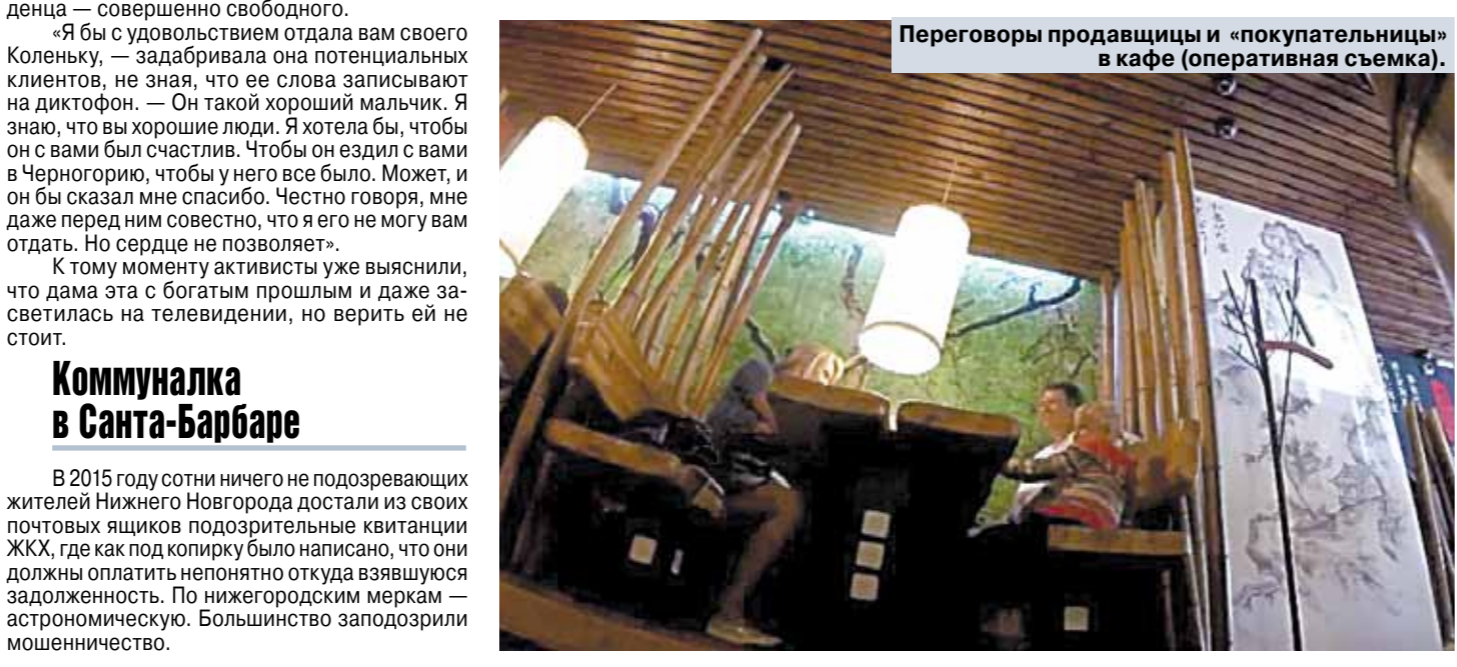 денца — совершенно свободного.
«Я бы с удовольствием отдала вам своего
Коленьку, — задабривала она потенциальных
клиентов, не зная, что ее слова записывают
на диктофон. — Он такой хороший мальчик. Я
знаю, что вы хорошие люди. Я хотела бы, чтобы
он с вами был счастлив. Чтобы он ездил с вами
в Черногорию, чтобы у него все было. Может, и
он бы сказал мне спасибо. Честно говоря, мне
даже перед ним совестно, что я его не могу вам
отдать. Но сердце не позволяет».
К тому моменту активисты уже выяснили,
что дама эта с богатым прошлым и даже за-
светилась на телевидении, но верить ей не
стоит.
Коммуналка
в Санта-Барбаре
В 2015 году сотни ничего не подозревающих
жителей Нижнего Новгорода достали из своих
почтовых ящиков подозрительные квитанции
ЖКХ, где как под копирку было написано, что они
должны оплатить непонятно откуда взявшуюся
задолженность. По нижегородским меркам —
астрономическую. Большинство заподозрили
мошенничество.
Переговоры продавщицы и «покупательницы»
в кафе (оперативная съемка).